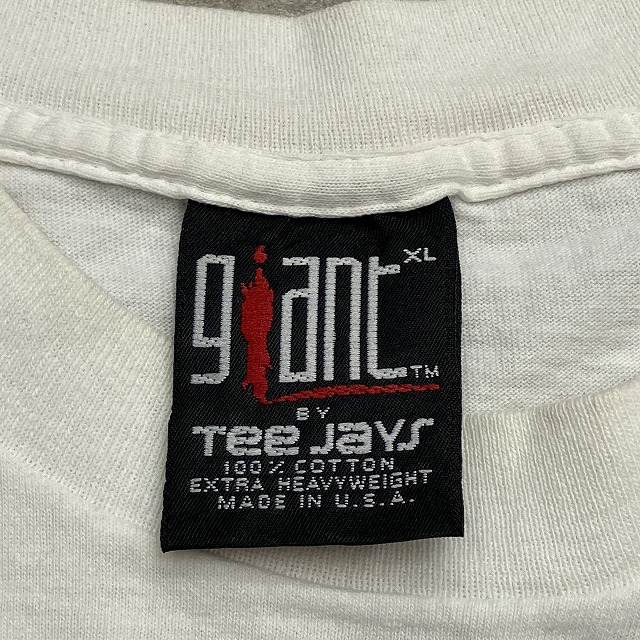 giant XL
TM
BY
Tee Jays
100% COTTON
EXTRA HEAVYWEIGHT
MADE IN U.S.A.